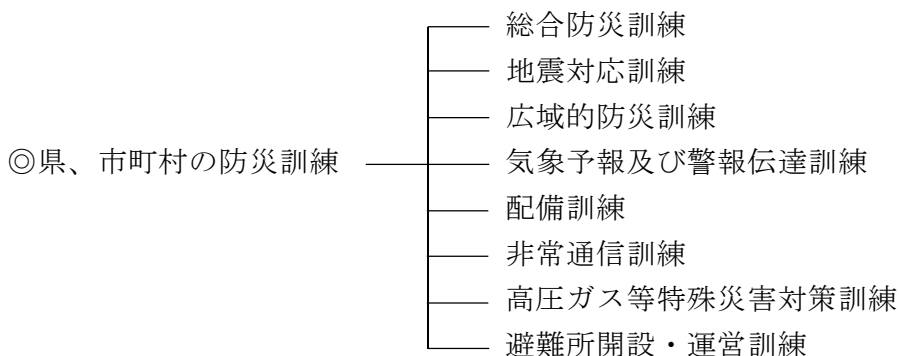 総合防災訓練
地震対応訓練
広域的防災訓練
◎県、市町村の防災訓練
気象予報及び警報伝達訓練
配備訓練
非常通信訓練
高圧ガス等特殊災害対策訓練
避難所開設・運営訓練